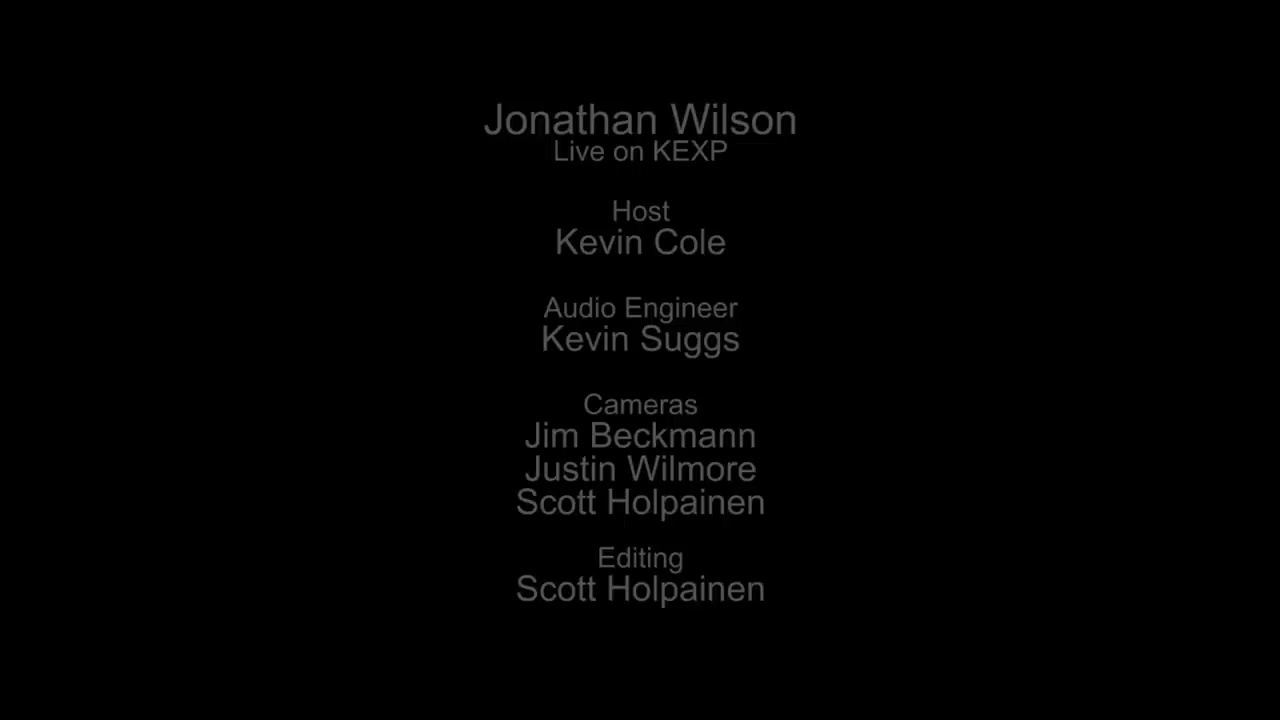 Jonathan Wilson
Live on KEXP
Host
Kevin Cole
Audio Engineer
Kevin Suggs
Cameras
Jim Beckmann
Justin Wilmore
Scott Holpainen
Editing
Scott Holpainen